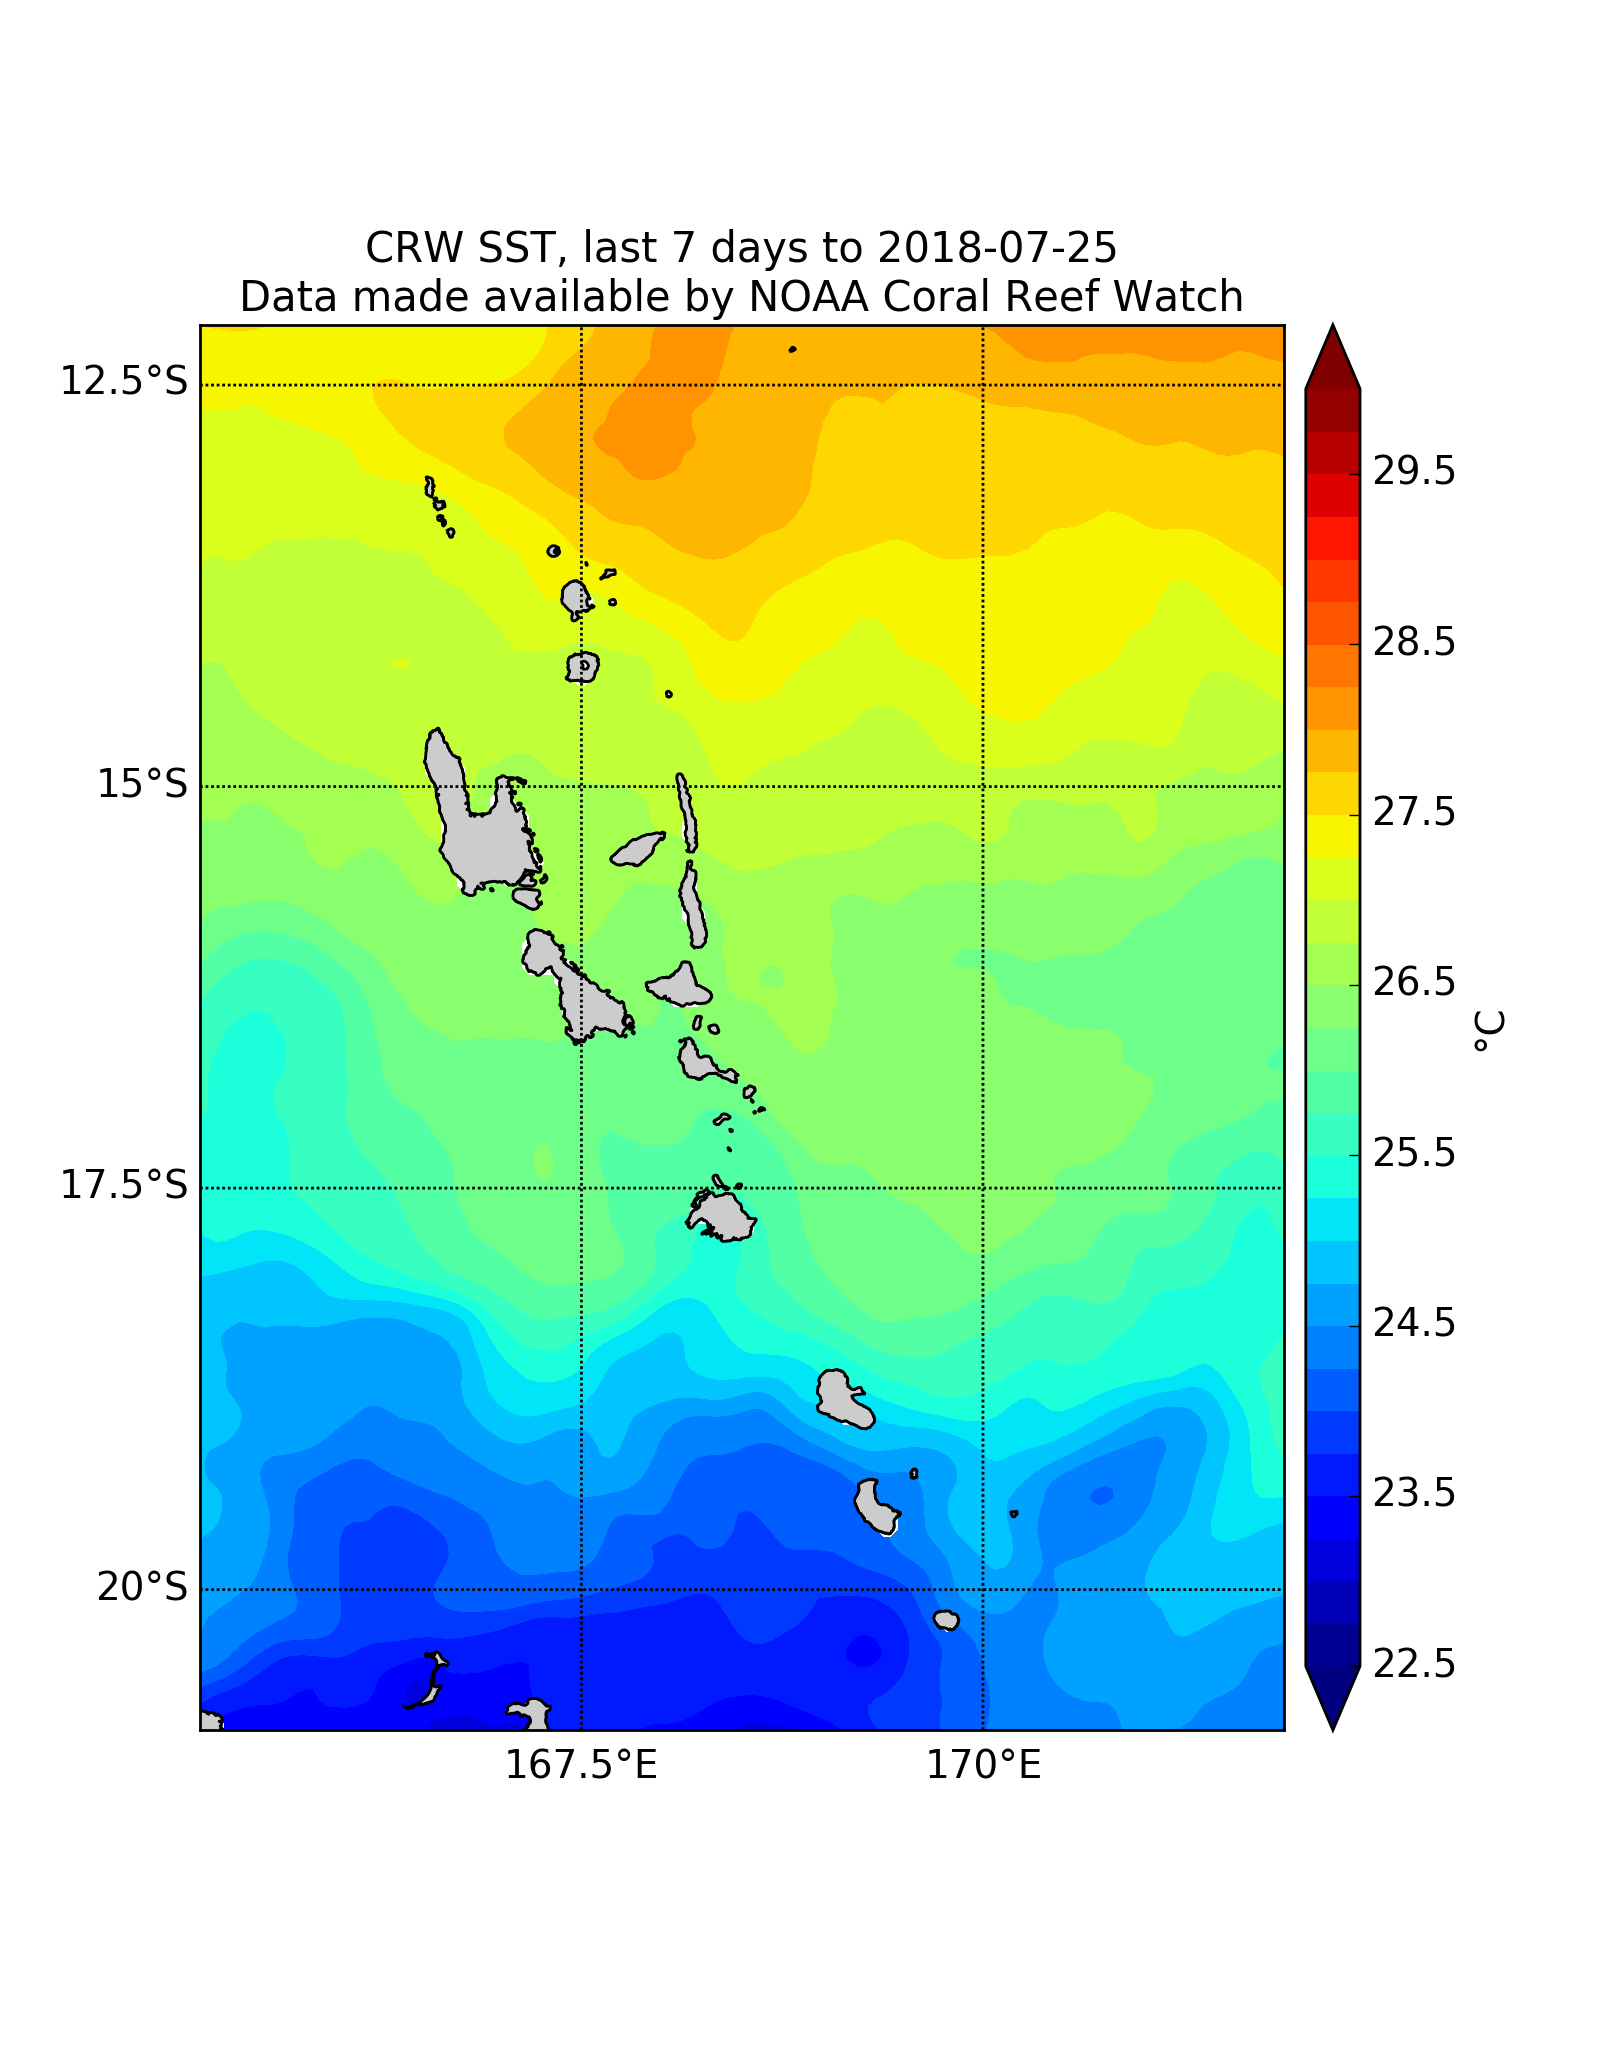 CRW SST, last 7 days to 2018-07-25
Data made available by NOAA Coral Reef Watch
12.5°S
15°S
17.5°S
20°S
167.5°E
170°E
29.5
28.5
27.5
26.5
25.5
24.5
23.5
22.5
°C